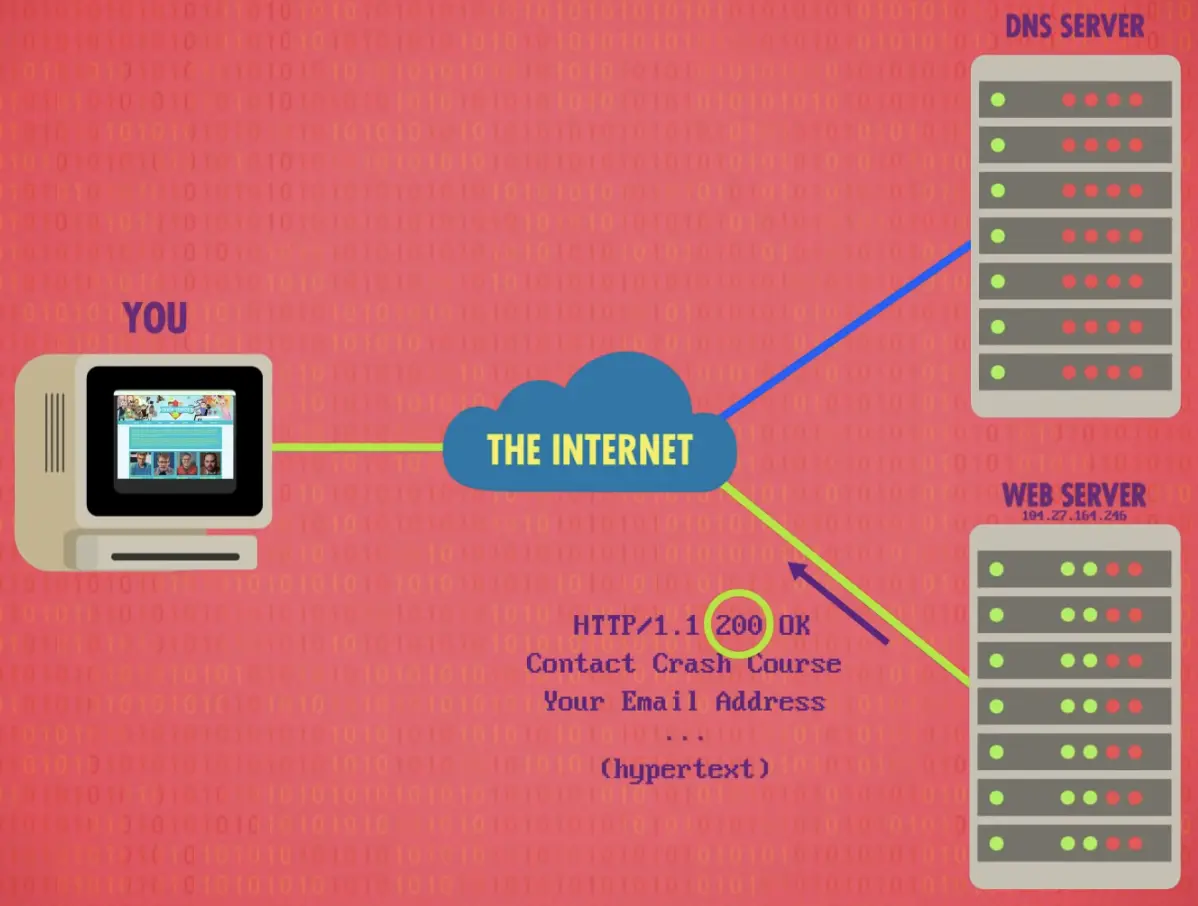 DNS SERVER
YOU
THE INTERNET
WEB SERVER
104.27.164.246
HTTP/1.1 200 OK
Contact Crash Course
Your Email Address
...
(hypertext)